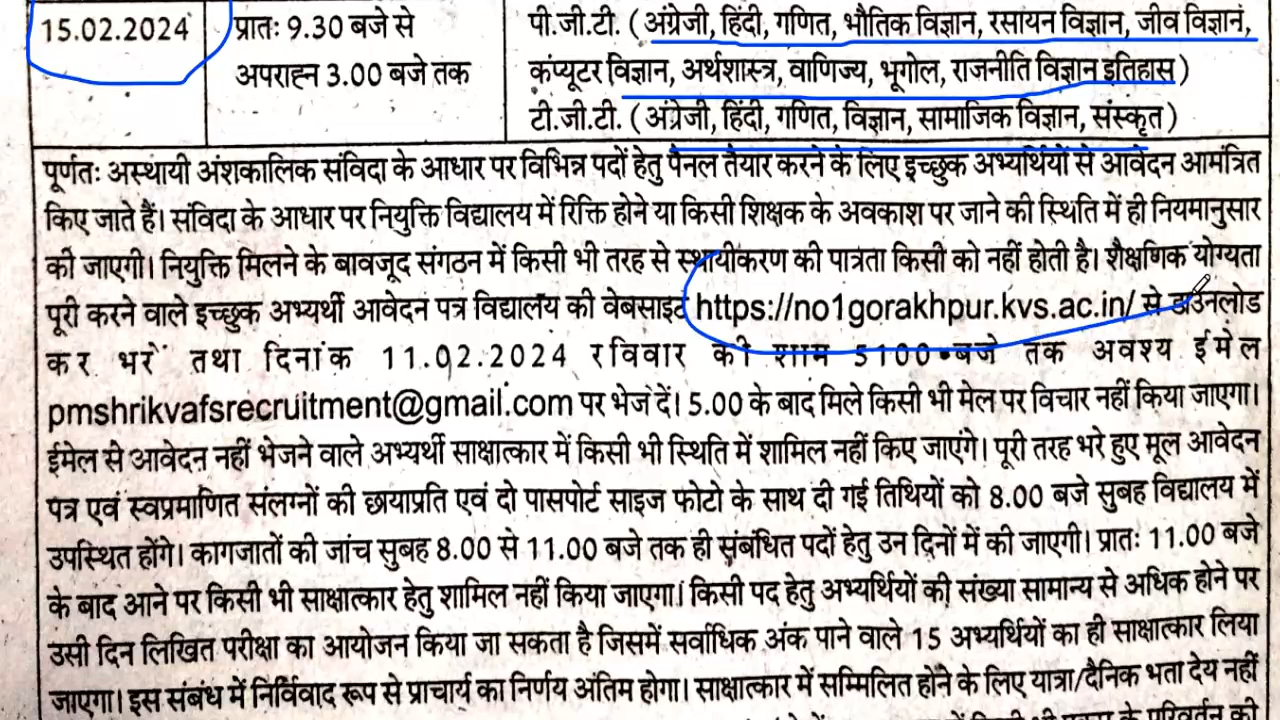 15.02.2024 प्रातः 9.30 बजे से पी.जी.टी. (अंग्रेजी, हिंदी, गणित, भौतिक विज्ञान, रसायन विज्ञान, जीव विज्ञानं,
अपराह्न 3.00 बजे तक कंप्यूटर विज्ञान, अर्थशास्त्र, वाणिज्य, भूगोल, राजनीति विज्ञान इतिहास)
टी.जी.टी. (अंग्रेजी, हिंदी, गणित, विज्ञान, सामाजिक विज्ञान, संस्कृत)
पूर्णतः अस्थायी अंशकालिक संविदा के आधार पर विभिन्न पदों हेतु पैनल तैयार करने के लिए इच्छुक अभ्यर्थियों से आवेदन आमंत्रित
किए जाते हैं। संविदा के आधार पर नियुक्ति विद्यालय में रिक्ति होने या किसी शिक्षक के अवकाश पर जाने की स्थिति में ही नियमानुसार
की जाएगी। नियुक्ति मिलने के बावजूद संगठन में किसी भी तरह से स्थायीकरण की पात्रता किसी को नहीं होती है। शैक्षणिक योग्यता
पूरी करने वाले इच्छुक अभ्यर्थी आवेदन पत्र विद्यालय की वेबसाइट https://no1gorakhpur.kvs.ac.in/ से डाउनलोड
कर भरें तथा दिनांक 11.02.2024 रविवार की शाम 5100 बजे तक अवश्य ईमेल
pmshrikvafsrecruitment@gmail.com पर भेज दें। 5.00 के बाद मिले किसी भी मेल पर विचार नहीं किया जाएगा।
ईमेल से आवेदन नहीं भेजने वाले अभ्यर्थी साक्षात्कार में किसी भी स्थिति में शामिल नहीं किए जाएंगे। पूरी तरह भरे हुए मूल आवेदन
पत्र एवं स्वप्रमाणित संलग्नों की छायाप्रति एवं दो पासपोर्ट साइज फोटो के साथ दी गई तिथियों को 8.00 बजे सुबह विद्यालय में
उपस्थित होंगे। कागजातों की जांच सुबह 8.00 से 11.00 बजे तक ही संबंधित पदों हेतु उन दिनों में की जाएगी। प्रातः 11.00 बजे
के बाद आने पर किसी भी साक्षात्कार हेतु शामिल नहीं किया जाएगा। किसी पद हेतु अभ्यर्थियों की संख्या सामान्य से अधिक होने पर
उसी दिन लिखित परीक्षा का आयोजन किया जा सकता है जिसमें सर्वाधिक अंक पाने वाले 15 अभ्यर्थियों का ही साक्षात्कार लिया
जाएगा। इस संबंध में निर्विवाद रूप से प्राचार्य का निर्णय अंतिम होगा। साक्षात्कार में सम्मिलित होने के लिए यात्रा/दैनिक भता देय नहीं